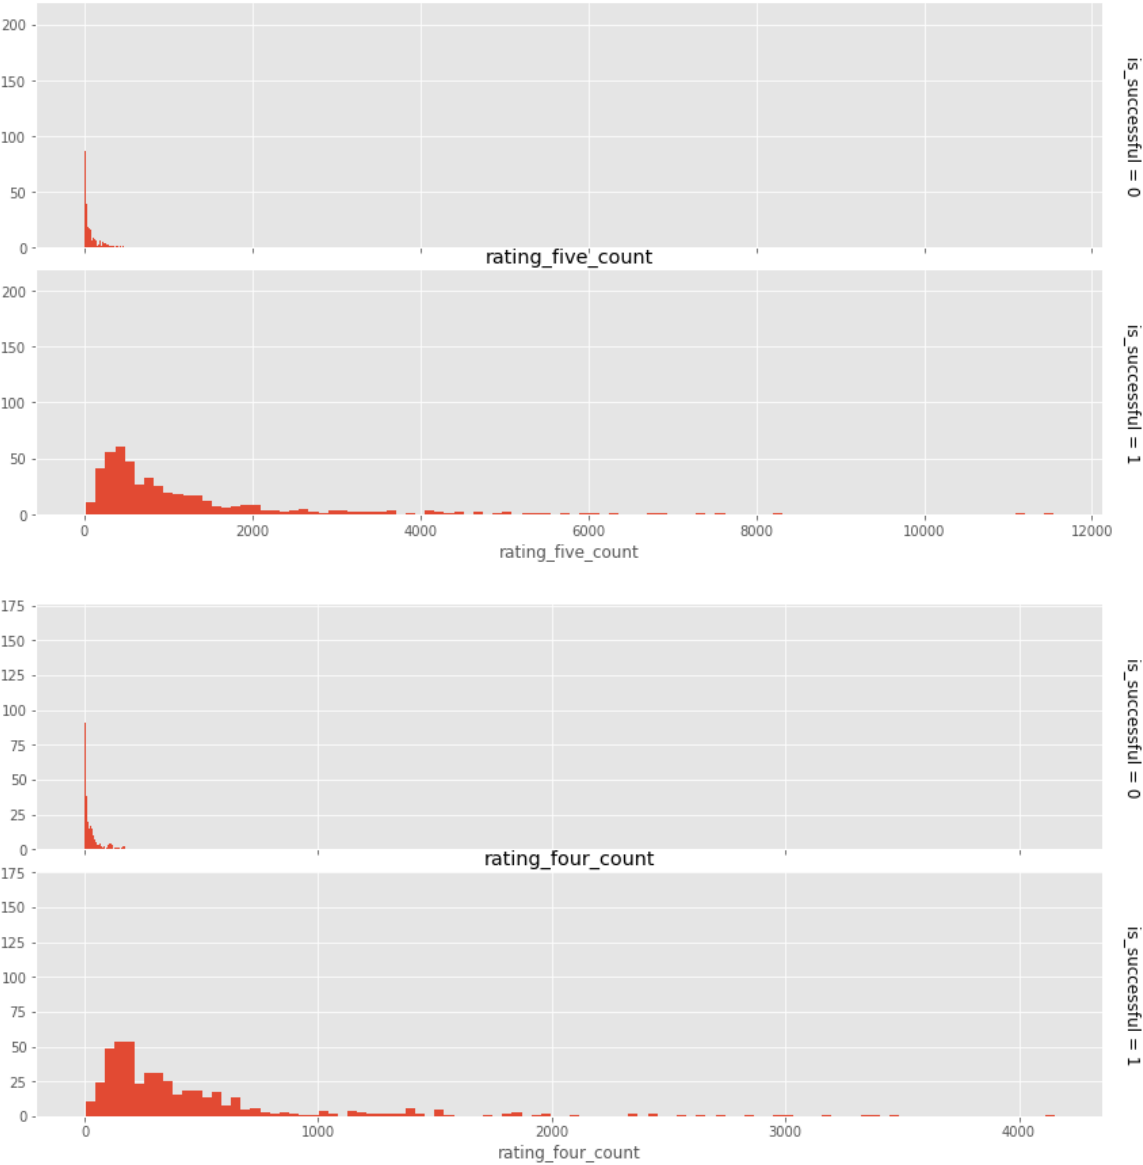 200
150
100
50
0
is_successful = 0
rating_five_count
200
150
100
50
0
is_successful = 1
0 2000 4000 6000 8000 10000 12000
rating_five_count
175
150
125
100
75
50
25
0
is_successful = 0
rating_four_count
175
150
125
100
75
50
25
0
is_successful = 1
0 1000 2000 3000 4000
rating_four_count